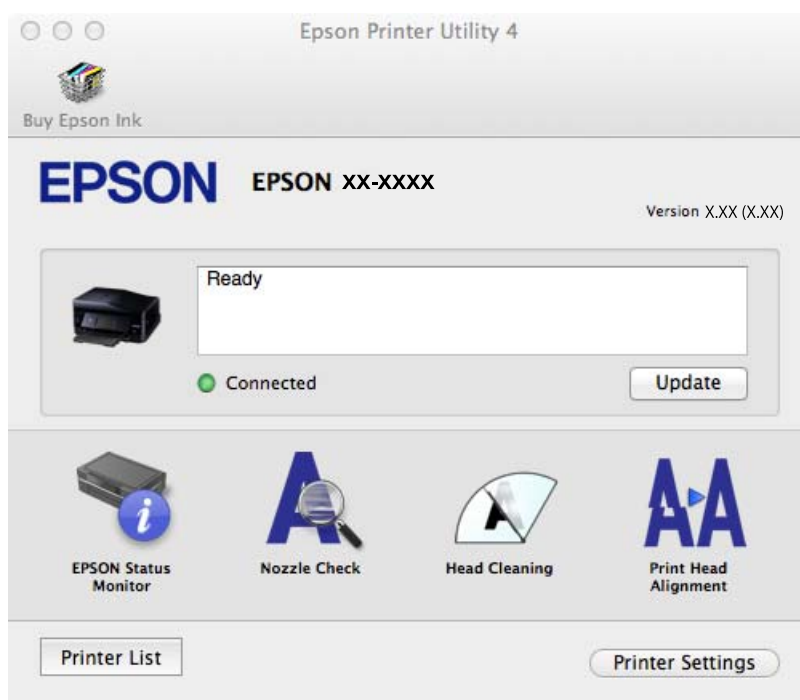 Epson Printer Utility 4
Buy Epson Ink
EPSON EPSON XX-XXXX
Version X.XX (X.XX)
Ready
Connected
Update
EPSON Status
Monitor
Nozzle Check
Head Cleaning
Print Head
Alignment
Printer List
Printer Settings